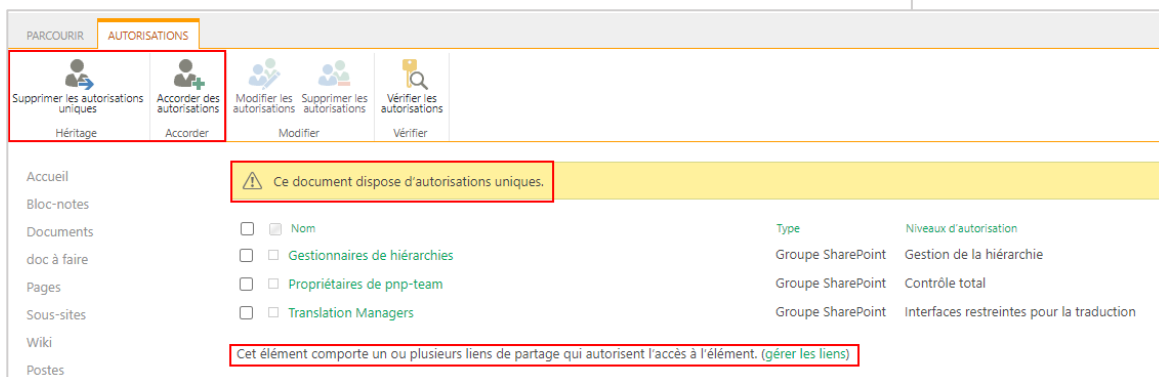 PARCOURIR AUTORISATIONS
Supprimer les autorisations uniques
Accorder des autorisations
Modifier les autorisations
Supprimer les autorisations
Vérifier les autorisations
Héritage Accorder Modifier Vérifier
Accueil
Bloc-notes
Documents
doc à faire
Pages
Sous-sites
Wiki
Postes
Ce document dispose d'autorisations uniques.
Nom Type Niveaux d'autorisation
Gestionnaires de hiérarchies Groupe SharePoint Gestion de la hiérarchie
Propriétaires de pnp-team Groupe SharePoint Contrôle total
Translation Managers Groupe SharePoint Interfaces restreintes pour la traduction
Cet élément comporte un ou plusieurs liens de partage qui autorisent l'accès à l'élément. (gérer les liens)